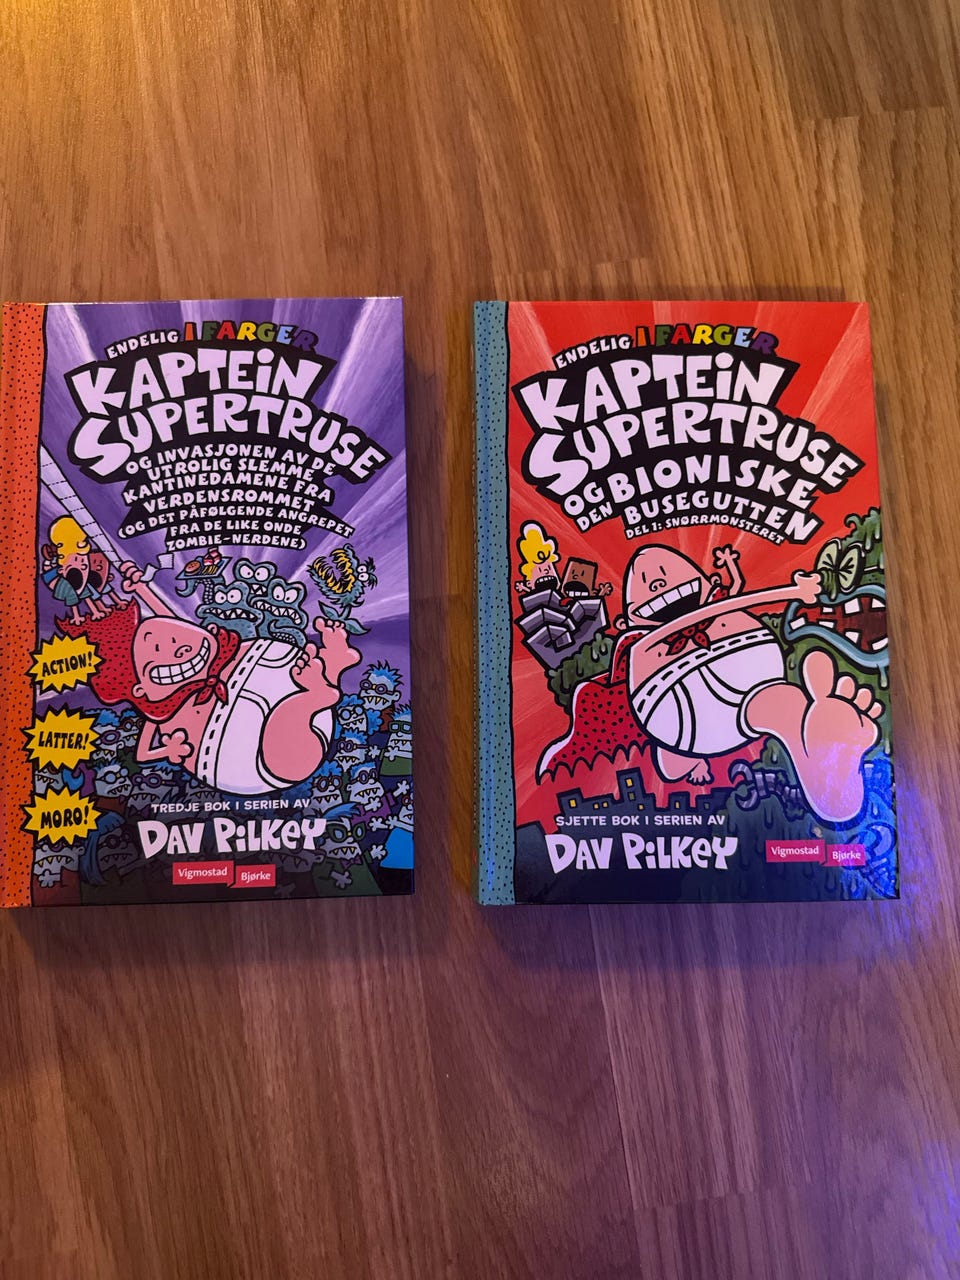 ENDELIG I FARGER
KAPTEIN
SUPERTRUSE
OG INVASJONEN AV DE
UTROLIG SLEMME
KANTINEDAMENE FRA
VERDENSROMMET
(OG DET PÅFØLGENDE ANGREPET
FRA DE LIKE ONDE
ZOMBIE-NERDENE)
ACTION!
LATTER!
MORO!
TREDJE BOK I SERIEN AV
DAV PILKEY
Vigmostad
Bjørke
ENDELIG I FARGER
KAPTEIN
SUPERTRUSE
OG DEN BIONISKE
BUSEGUTTEN
DEL 1: SNØRRMONSTERET
SJETTE BOK I SERIEN AV
DAV PILKEY
Vigmostad
Bjørke